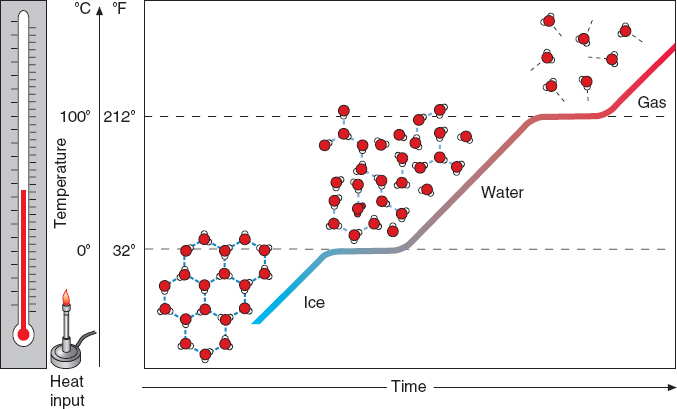 °C
°F
100°
212°
Gas
Temperature
Water
0°
32°
Ice
Heat
input
Time